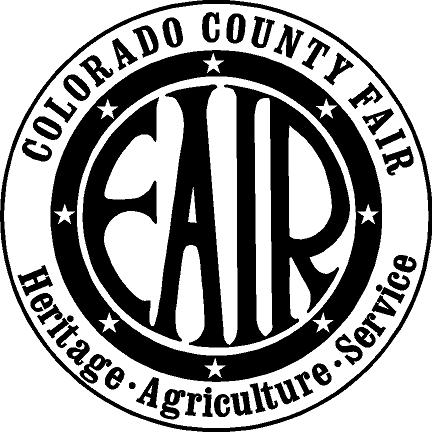 COLORADO COUNTY FAIR
FAIR
Heritage · Agriculture · Service